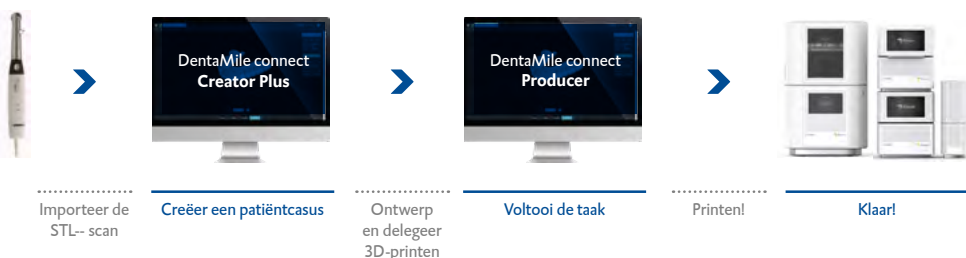 DentaMile connect
Creator Plus
DentaMile connect
Producer
Importeer de
STL-- scan
Creëer een patiëntcasus
Ontwerp
en delegeer
3D-printen
Voltooi de taak
Printen!
Klaar!